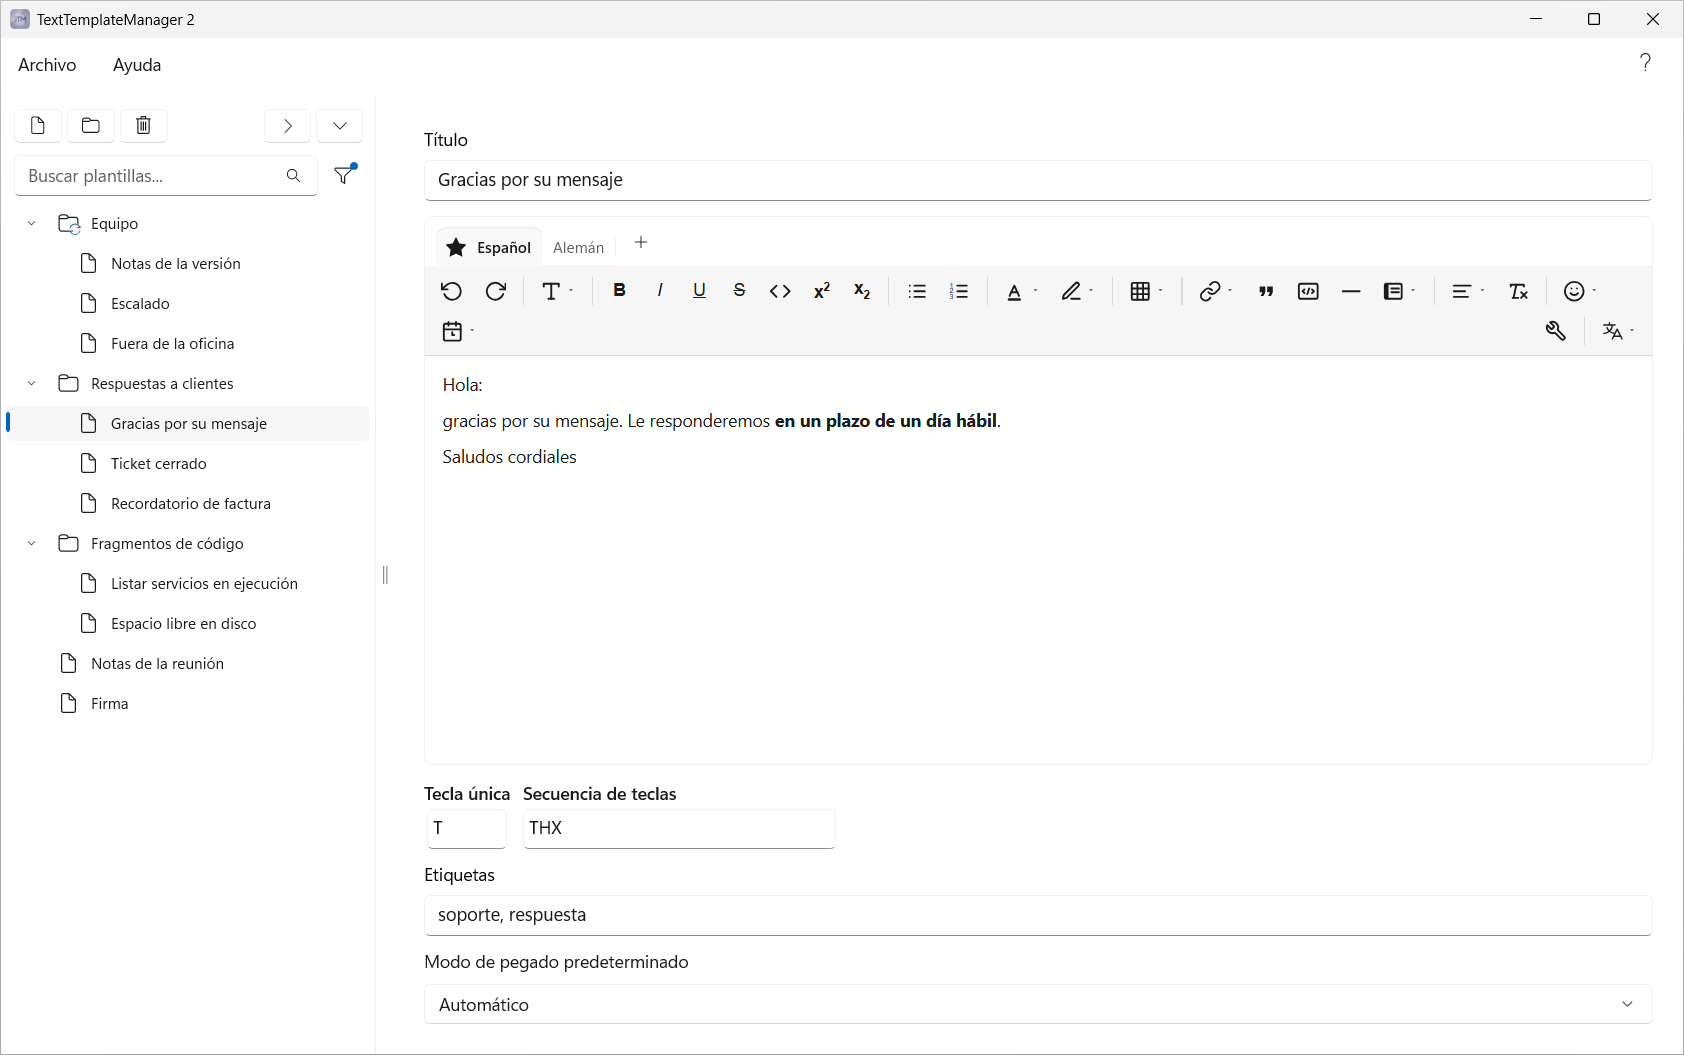 TextTemplateManager 2
Archivo
Ayuda
Buscar plantillas...
Equipo
Notas de la versión
Escalado
Fuera de la oficina
Respuestas a clientes
Gracias por su mensaje
Ticket cerrado
Recordatorio de factura
Fragmentos de código
Listar servicios en ejecución
Espacio libre en disco
Notas de la reunión
Firma
Título
Gracias por su mensaje
Español
Alemán
Hola:
gracias por su mensaje. Le responderemos en un plazo de un día hábil.
Saludos cordiales
Tecla única
Secuencia de teclas
T
THX
Etiquetas
soporte, respuesta
Modo de pegado predeterminado
Automático